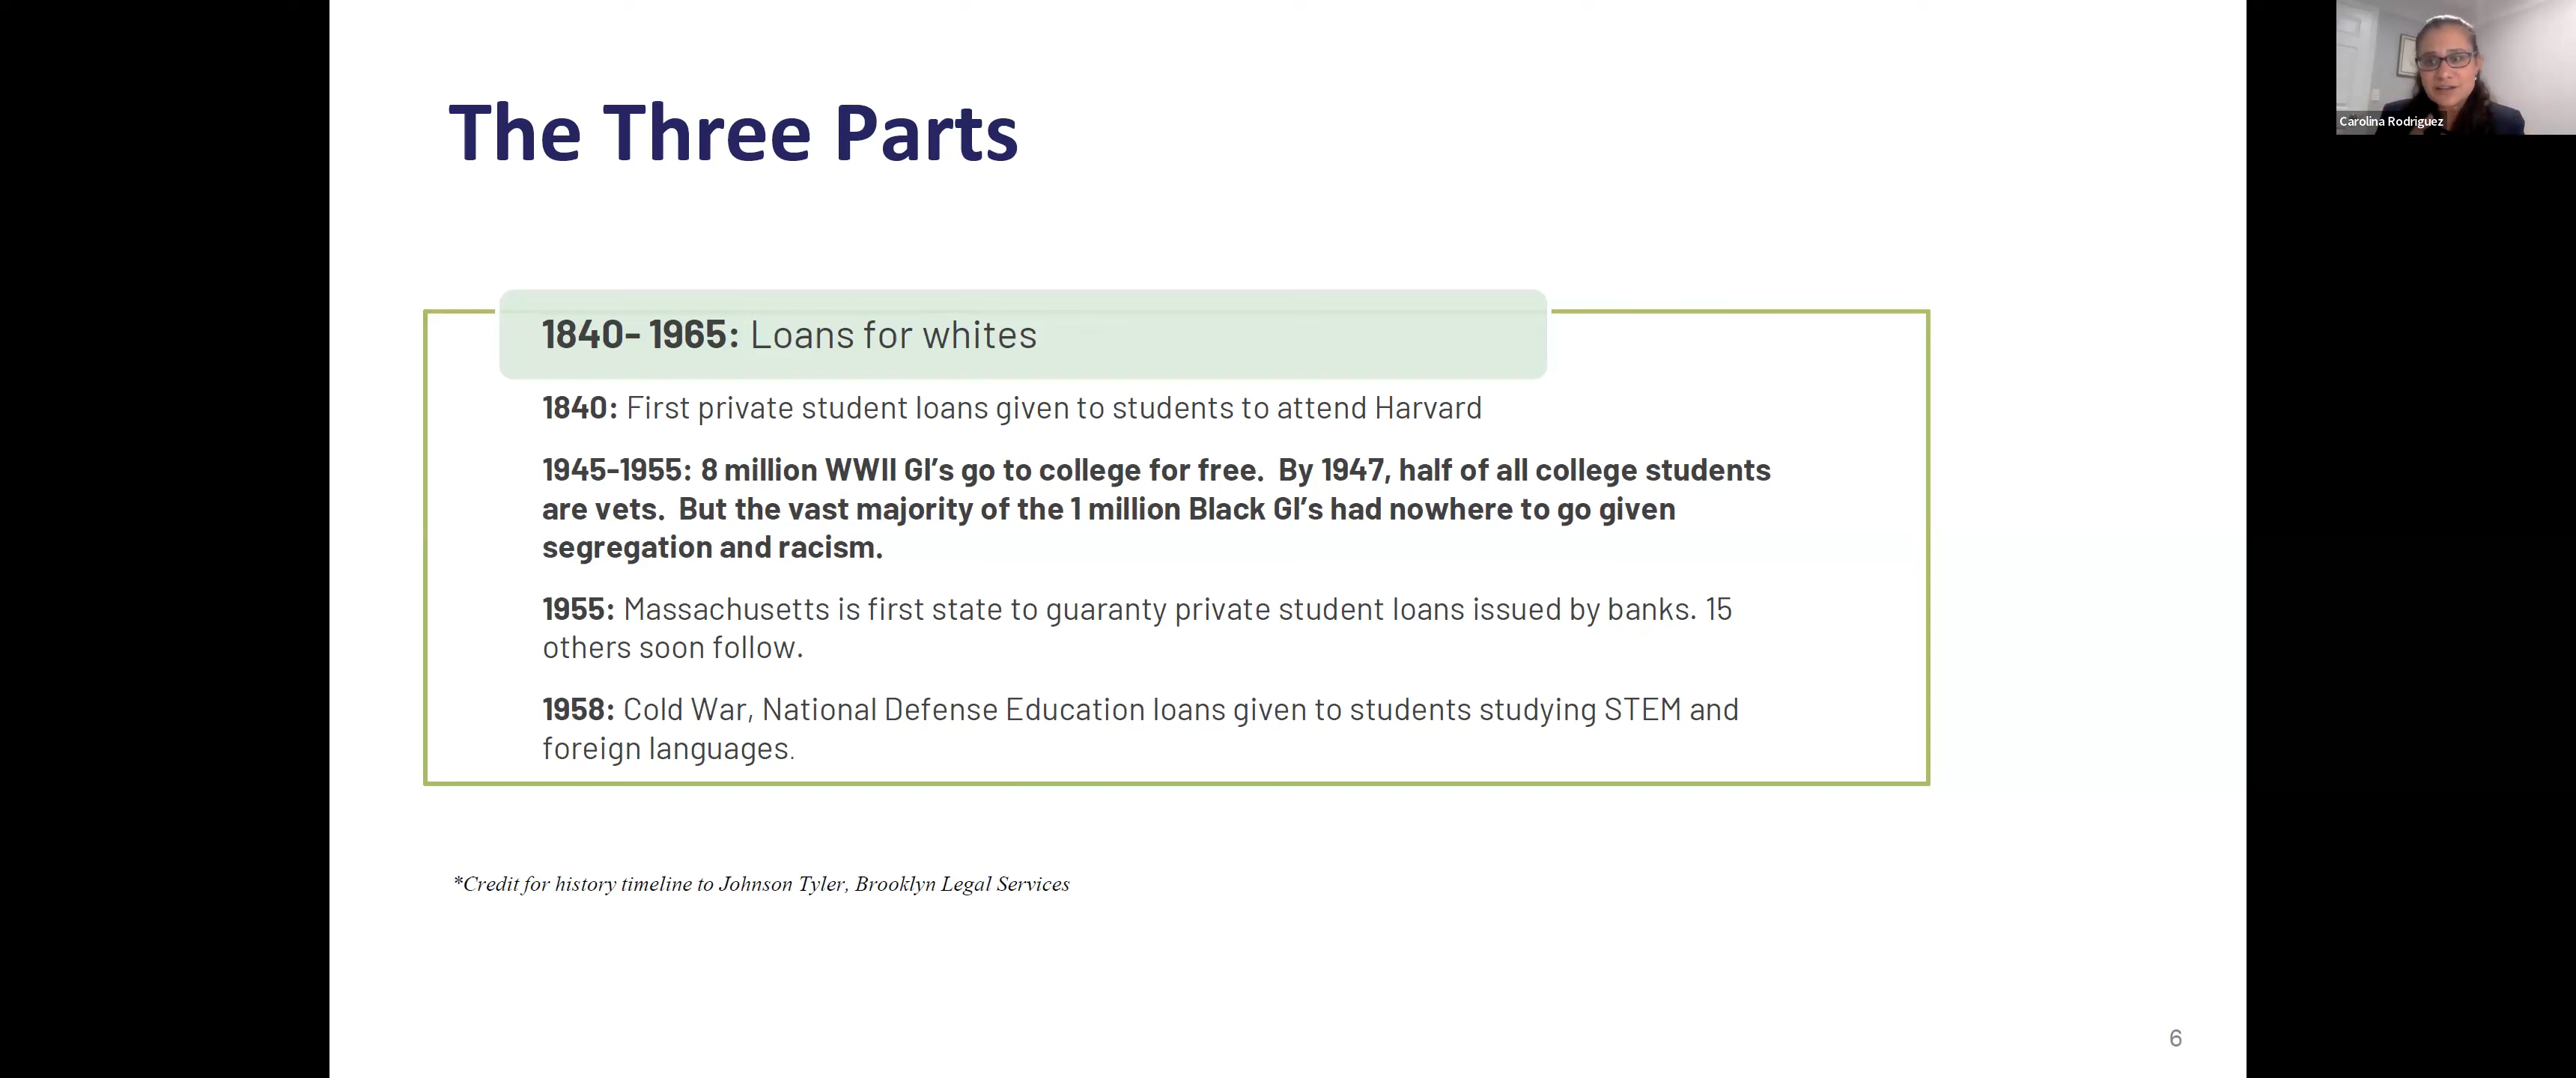 The Three Parts
Carolina Rodriguez
1840- 1965: Loans for whites
1840: First private student loans given to students to attend Harvard
1945-1955: 8 million WWII GI's go to college for free.  By 1947, half of all college students
are vets.  But the vast majority of the 1 million Black GI's had nowhere to go given
segregation and racism.
1955: Massachusetts is first state to guaranty private student loans issued by banks. 15
others soon follow.
1958: Cold War, National Defense Education loans given to students studying STEM and
foreign languages.
*Credit for history timeline to Johnson Tyler, Brooklyn Legal Services
6